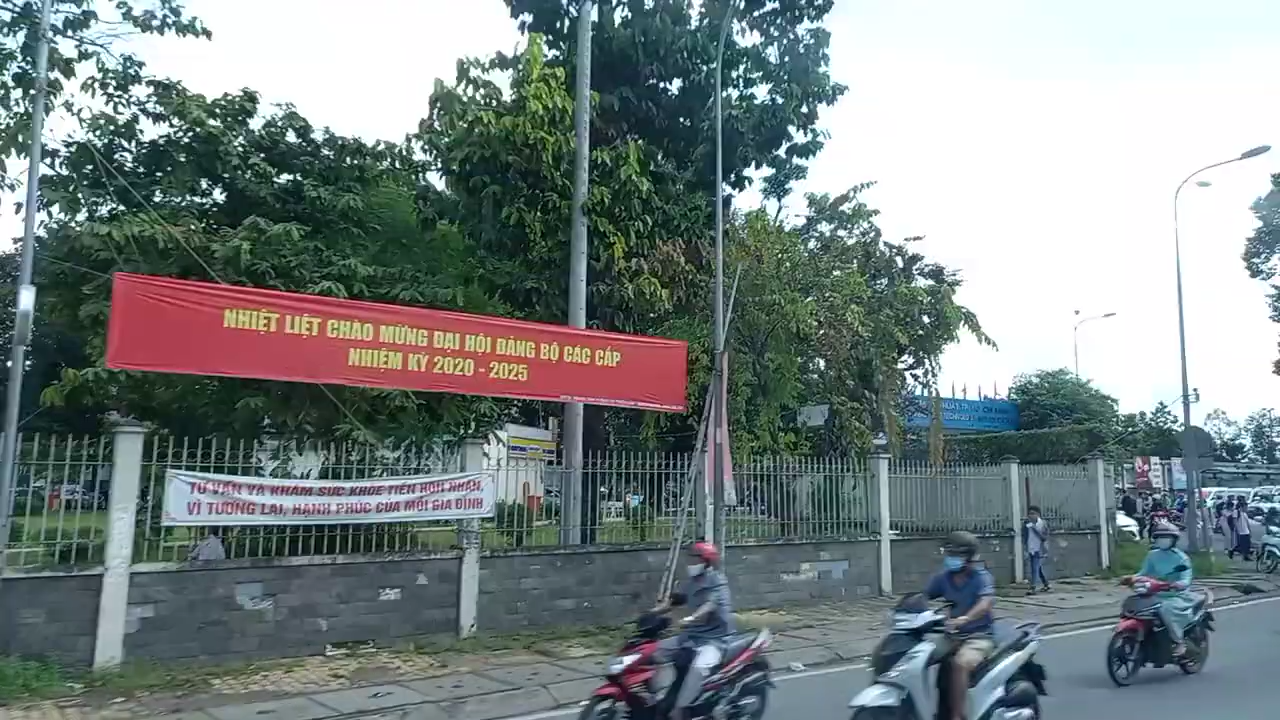 NHIỆT LIỆT CHÀO MỪNG ĐẠI HỘI ĐẢNG BỘ CÁC CẤP
NHIỆM KỲ 2020 - 2025
TƯ VẤN VÀ KHÁM SỨC KHỎE TIỀN HÔN NHÂN,
VÌ TƯƠNG LAI, HẠNH PHÚC CỦA MỖI GIA ĐÌNH